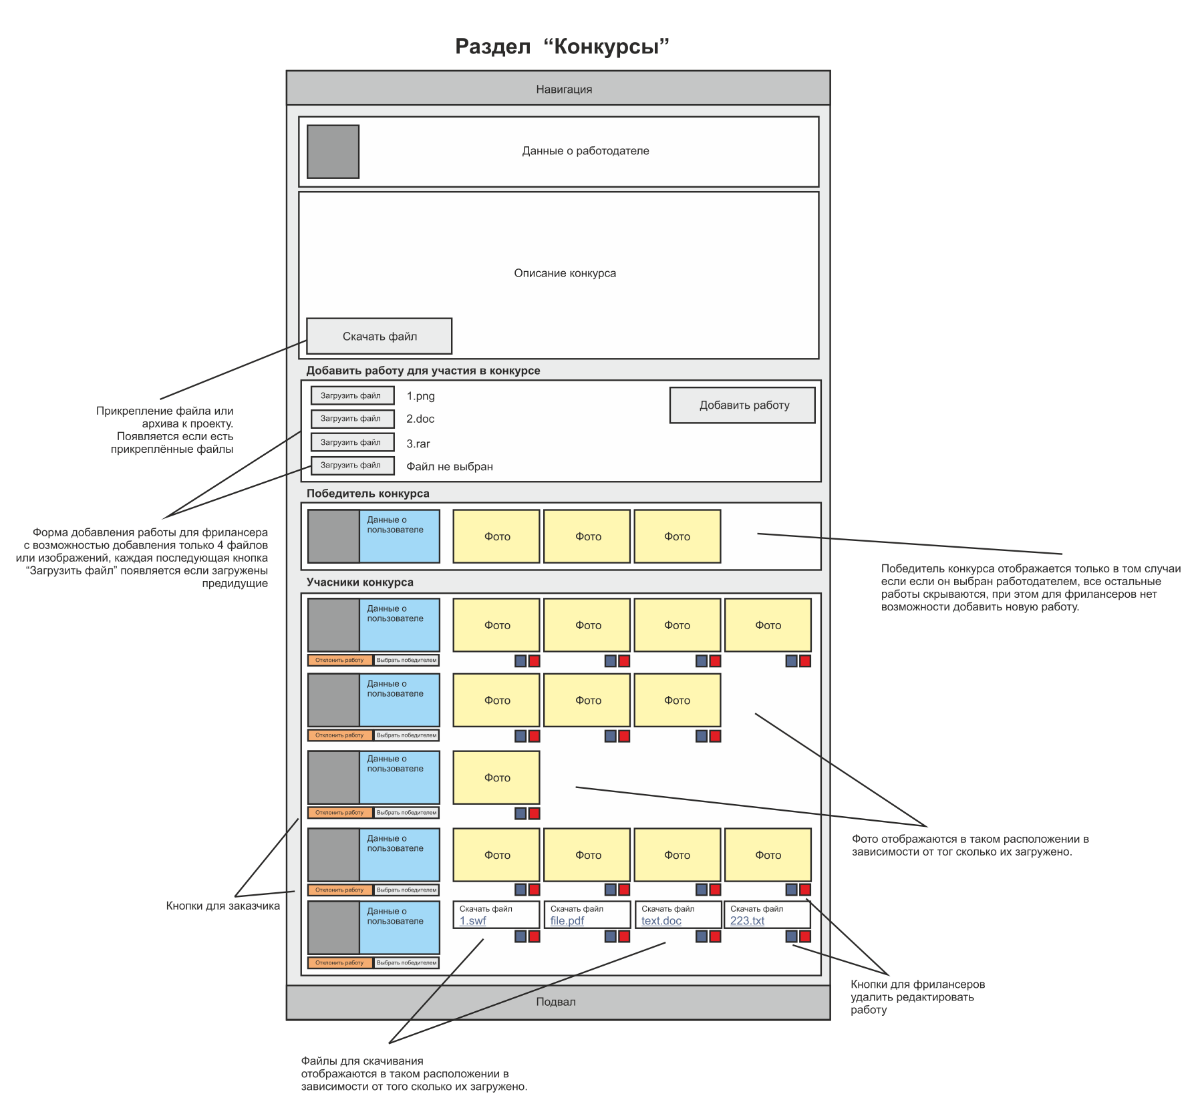 Раздел “Конкурсы”
Навигация
Данные о работодателе
Описание конкурса
Скачать файл
Прикрепление файла или
архива к проекту.
Появляется если есть
прикреплённые файлы
Добавить работу для участия в конкурсе
Загрузить файл 1.png
Добавить работу
Загрузить файл 2.doc
Загрузить файл 3.rar
Загрузить файл Файл не выбран
Форма добавления работы для фрилансера
с возможностью добавления только 4 файлов
или изображений, каждая последующая кнопка
“Загрузить файл” появляется если загружены
предидущие
Победитель конкурса
Данные о
пользователе
Фото Фото Фото
Победитель конкурса отображается только в том случаи
если если он выбран работодателем, все остальные
работы скрываются, при этом для фрилансеров нет
возможности добавить новую работу.
Учасники конкурса
Данные о
пользователе
Фото Фото Фото Фото
Отклонить работу Выбрать победителем
Данные о
пользователе
Фото Фото Фото
Отклонить работу Выбрать победителем
Данные о
пользователе
Фото
Отклонить работу Выбрать победителем
Фото отображаются в таком расположении в
зависимости от тог сколько их загружено.
Данные о
пользователе
Фото Фото Фото Фото
Отклонить работу Выбрать победителем
Кнопки для заказчика
Данные о
пользователе
Скачать файл Скачать файл Скачать файл Скачать файл
1.swf file.pdf text.doc 223.txt
Отклонить работу Выбрать победителем
Кнопки для фрилансеров
удалить редактировать
работу
Подвал
Файлы для скачивания
отображаются в таком расположении в
зависимости от того сколько их загружено.